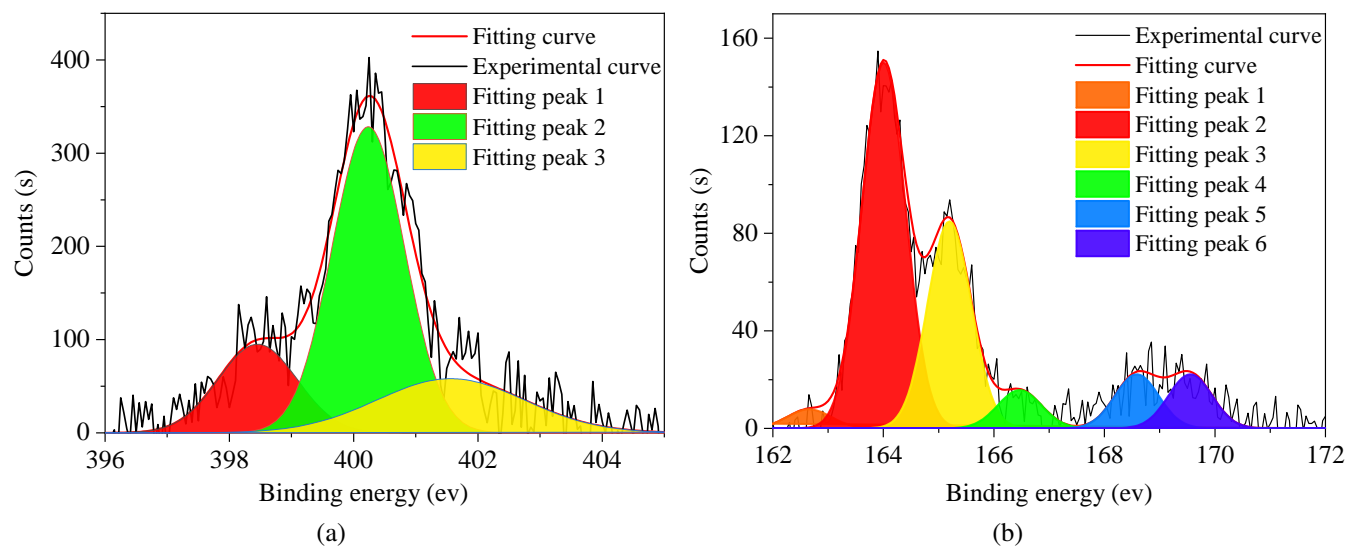 Counts (s)
400
300
200
100
0
Fitting curve
Experimental curve
Fitting peak 1
Fitting peak 2
Fitting peak 3
396
398
400
402
404
Binding energy (ev)
(a)
Counts (s)
160
120
80
40
0
Experimental curve
Fitting curve
Fitting peak 1
Fitting peak 2
Fitting peak 3
Fitting peak 4
Fitting peak 5
Fitting peak 6
162
164
166
168
170
172
Binding energy (ev)
(b)